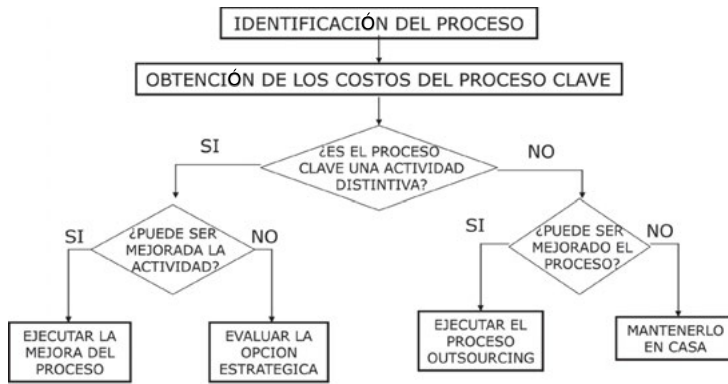 IDENTIFICACIÓN DEL PROCESO
OBTENCIÓN DE LOS COSTOS DEL PROCESO CLAVE
SI
¿ES EL PROCESO
CLAVE UNA ACTIVIDAD
DISTINTIVA?
NO
SI
¿PUEDE SER
MEJORADA LA
ACTIVIDAD?
NO
SI
¿PUEDE SER
MEJORADO EL
PROCESO?
NO
EJECUTAR LA
MEJORA DEL
PROCESO
EVALUAR LA
OPCION
ESTRATEGICA
EJECUTAR EL
PROCESO
OUTSOURCING
MANTENERLO
EN CASA